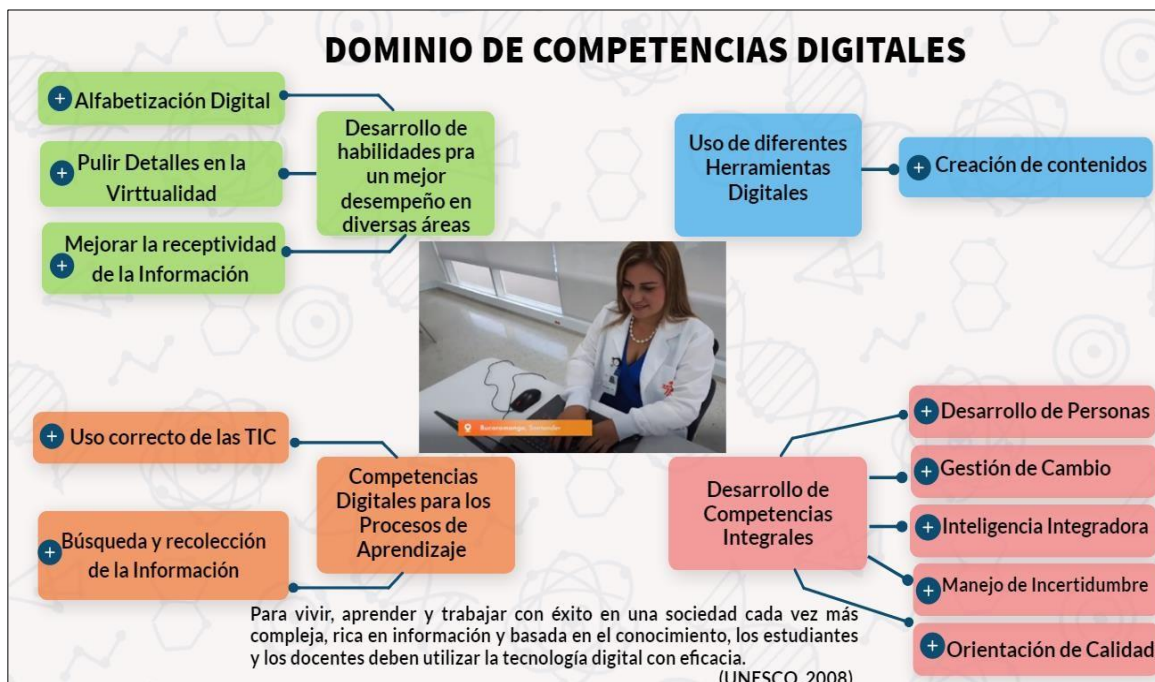 DOMINIO DE COMPETENCIAS DIGITALES
Alfabetización Digital
Pulir Detalles en la
Virttualidad
Mejorar la receptividad
de la Información
Desarrollo de
habilidades pra
un mejor
desempeño en
diversas áreas
Uso de diferentes
Herramientas
Digitales
Creación de contenidos
Bucaramanga, Santander
Uso correcto de las TIC
Búsqueda y recolección
de la Información
Competencias
Digitales para los
Procesos de
Aprendizaje
Desarrollo de
Competencias
Integrales
Desarrollo de Personas
Gestión de Cambio
Inteligencia Integradora
Manejo de Incertidumbre
Orientación de Calidad
Para vivir, aprender y trabajar con éxito en una sociedad cada vez más
compleja, rica en información y basada en el conocimiento, los estudiantes
y los docentes deben utilizar la tecnología digital con eficacia.
(UNESCO, 2008)